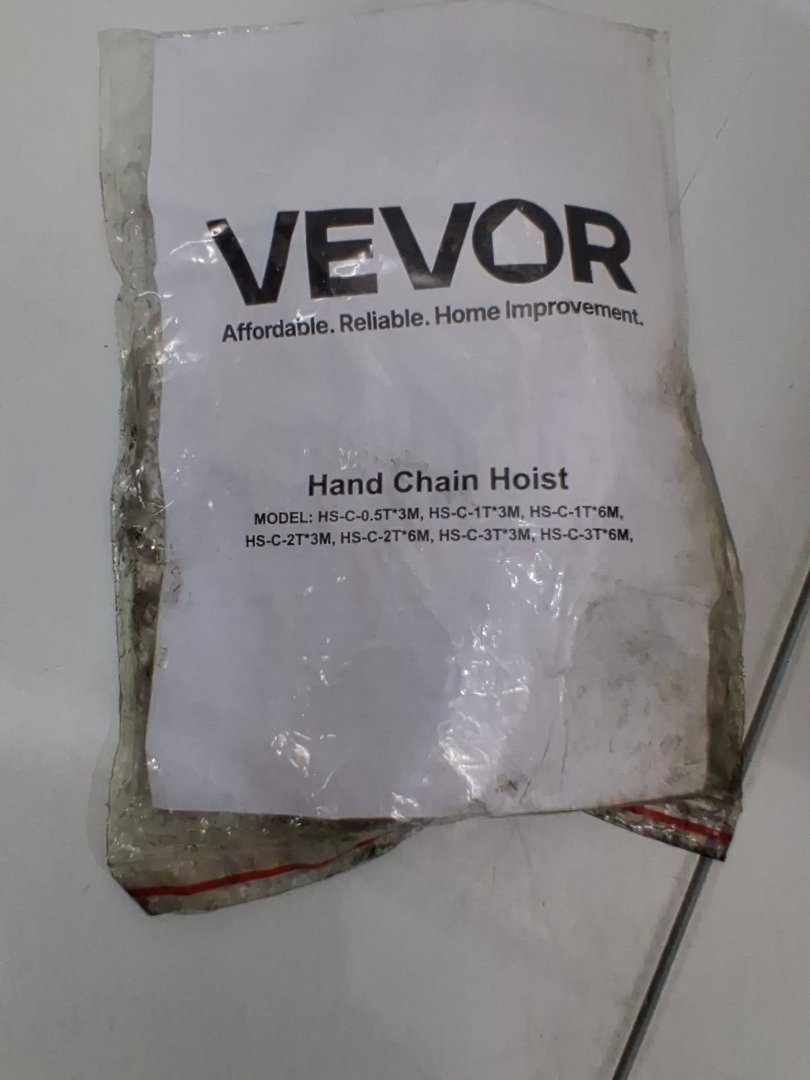 VEVOR
Affordable. Reliable. Home Improvement.
Hand Chain Hoist
MODEL: HS-C-0.5T*3M, HS-C-1T*3M, HS-C-1T*6M,
HS-C-2T*3M, HS-C-2T*6M, HS-C-3T*3M, HS-C-3T*6M,